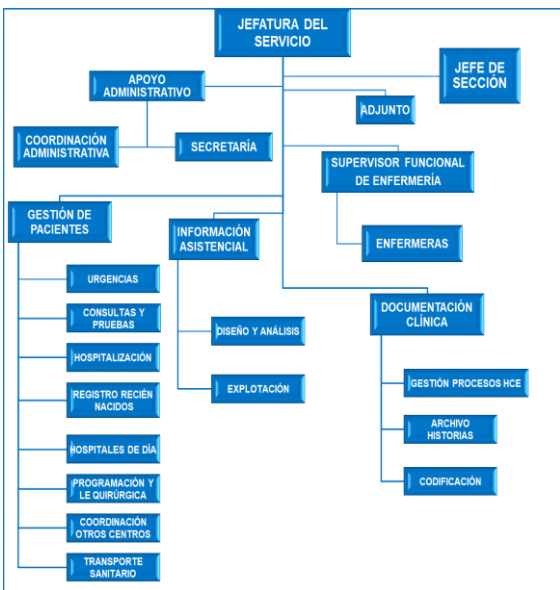 JEFATURA DEL
SERVICIO
JEFE DE
SECCIÓN
APOYO
ADMINISTRATIVO
ADJUNTO
COORDINACIÓN
ADMINISTRATIVA
SECRETARÍA
SUPERVISOR FUNCIONAL
DE ENFERMERÍA
ENFERMERAS
GESTIÓN DE
PACIENTES
URGENCIAS
CONSULTAS Y
PRUEBAS
HOSPITALIZACIÓN
REGISTRO RECIÉN
NACIDOS
HOSPITALES DE DÍA
PROGRAMACIÓN Y
LE QUIRÚRGICA
COORDINACIÓN
OTROS CENTROS
TRANSPORTE
SANITARIO
INFORMACIÓN
ASISTENCIAL
DISEÑO Y ANÁLISIS
EXPLOTACIÓN
DOCUMENTACIÓN
CLÍNICA
GESTIÓN PROCESOS HCE
ARCHIVO
HISTORIAS
CODIFICACIÓN